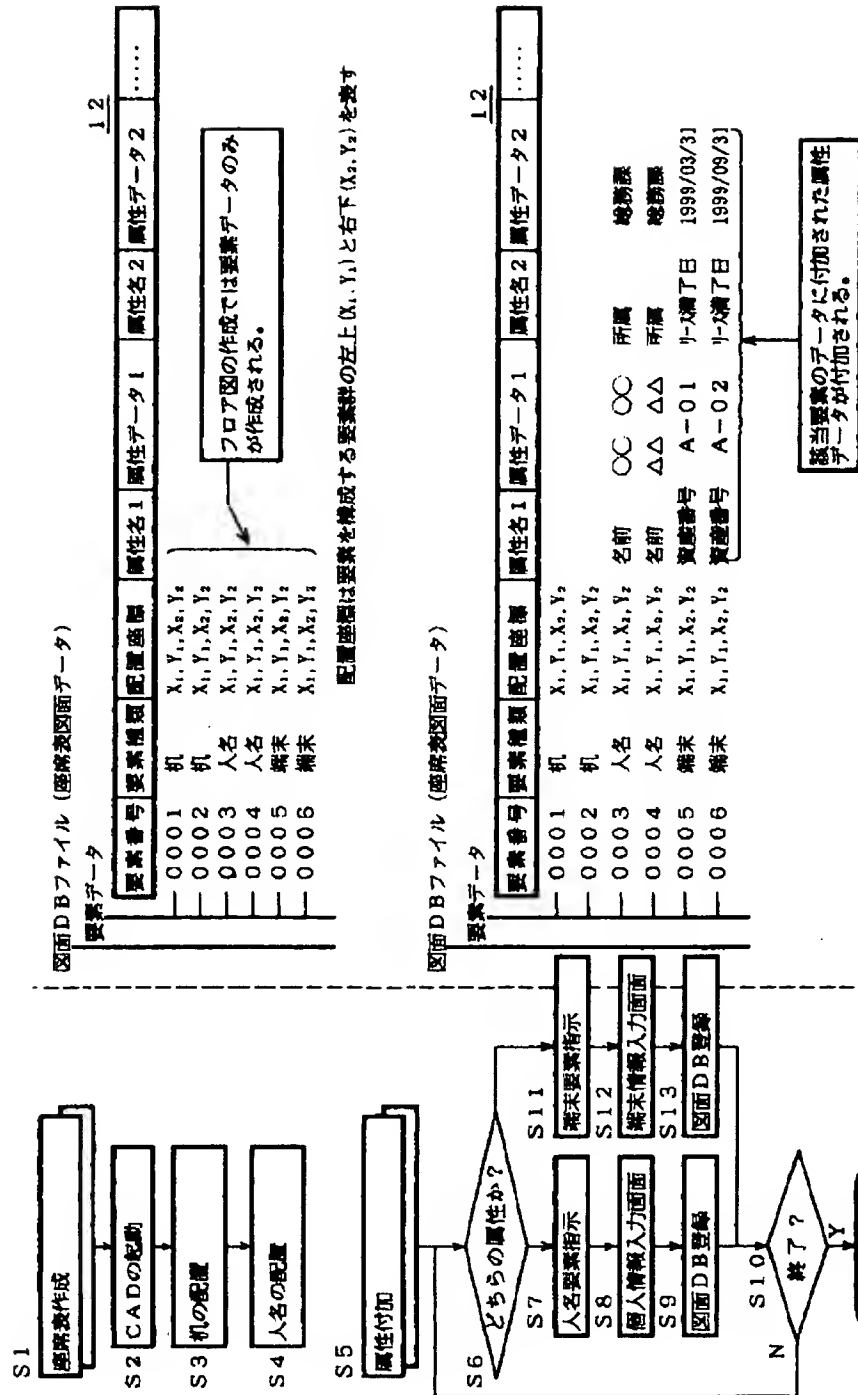 S1
座席表作成
S2 CADの起動
S3 机の配置
S4 人名の配置
S5
属性付加
S6
どちらの属性か?
S7
人名要素指示
S8
個人情報入力画面
S9
図面DB登録
S10
終了?
N
Y
S11
端末要素指示
S12
端末情報入力画面
S13
図面DB登録
図面DBファイル(座席表図面データ)
要素データ
12
要素番号 要素種類 配置座標 属性名1 属性データ1 属性名2 属性データ2 ‥‥‥
0001 机 X₁,Y₁,X₂,Y₂
0002 机 X₁,Y₁,X₂,Y₂
0003 人名 X₁,Y₁,X₂,Y₂
0004 人名 X₁,Y₁,X₂,Y₂
0005 端末 X₁,Y₁,X₂,Y₂
0006 端末 X₁,Y₁,X₂,Y₂
フロア図の作成では要素データのみ
が作成される。
配置座標は要素を構成する要素群の左上(X₁、Y₁)と右下(X₂,Y₂)を表す
図面DBファイル(座席表図面データ)
要素データ
12
要素番号 要素種類 配置座標 属性名1 属性データ1 属性名2 属性データ2 ‥‥‥
0001 机 X₁,Y₁,X₂,Y₂
0002 机 X₁,Y₁,X₂,Y₂
0003 人名 X₁,Y₁,X₂,Y₂ 名前 ○○ ○○ 所属 総務課
0004 人名 X₁,Y₁,X₂,Y₂ 名前 △△ △△ 所属 総務課
0005 端末 X₁,Y₁,X₂,Y₂ 資産番号 A-01 リース満了日 1999/03/31
0006 端末 X₁,Y₁,X₂,Y₂ 資産番号 A-02 リース満了日 1999/09/31
該当要素のデータに付加された属性
データが付加される。